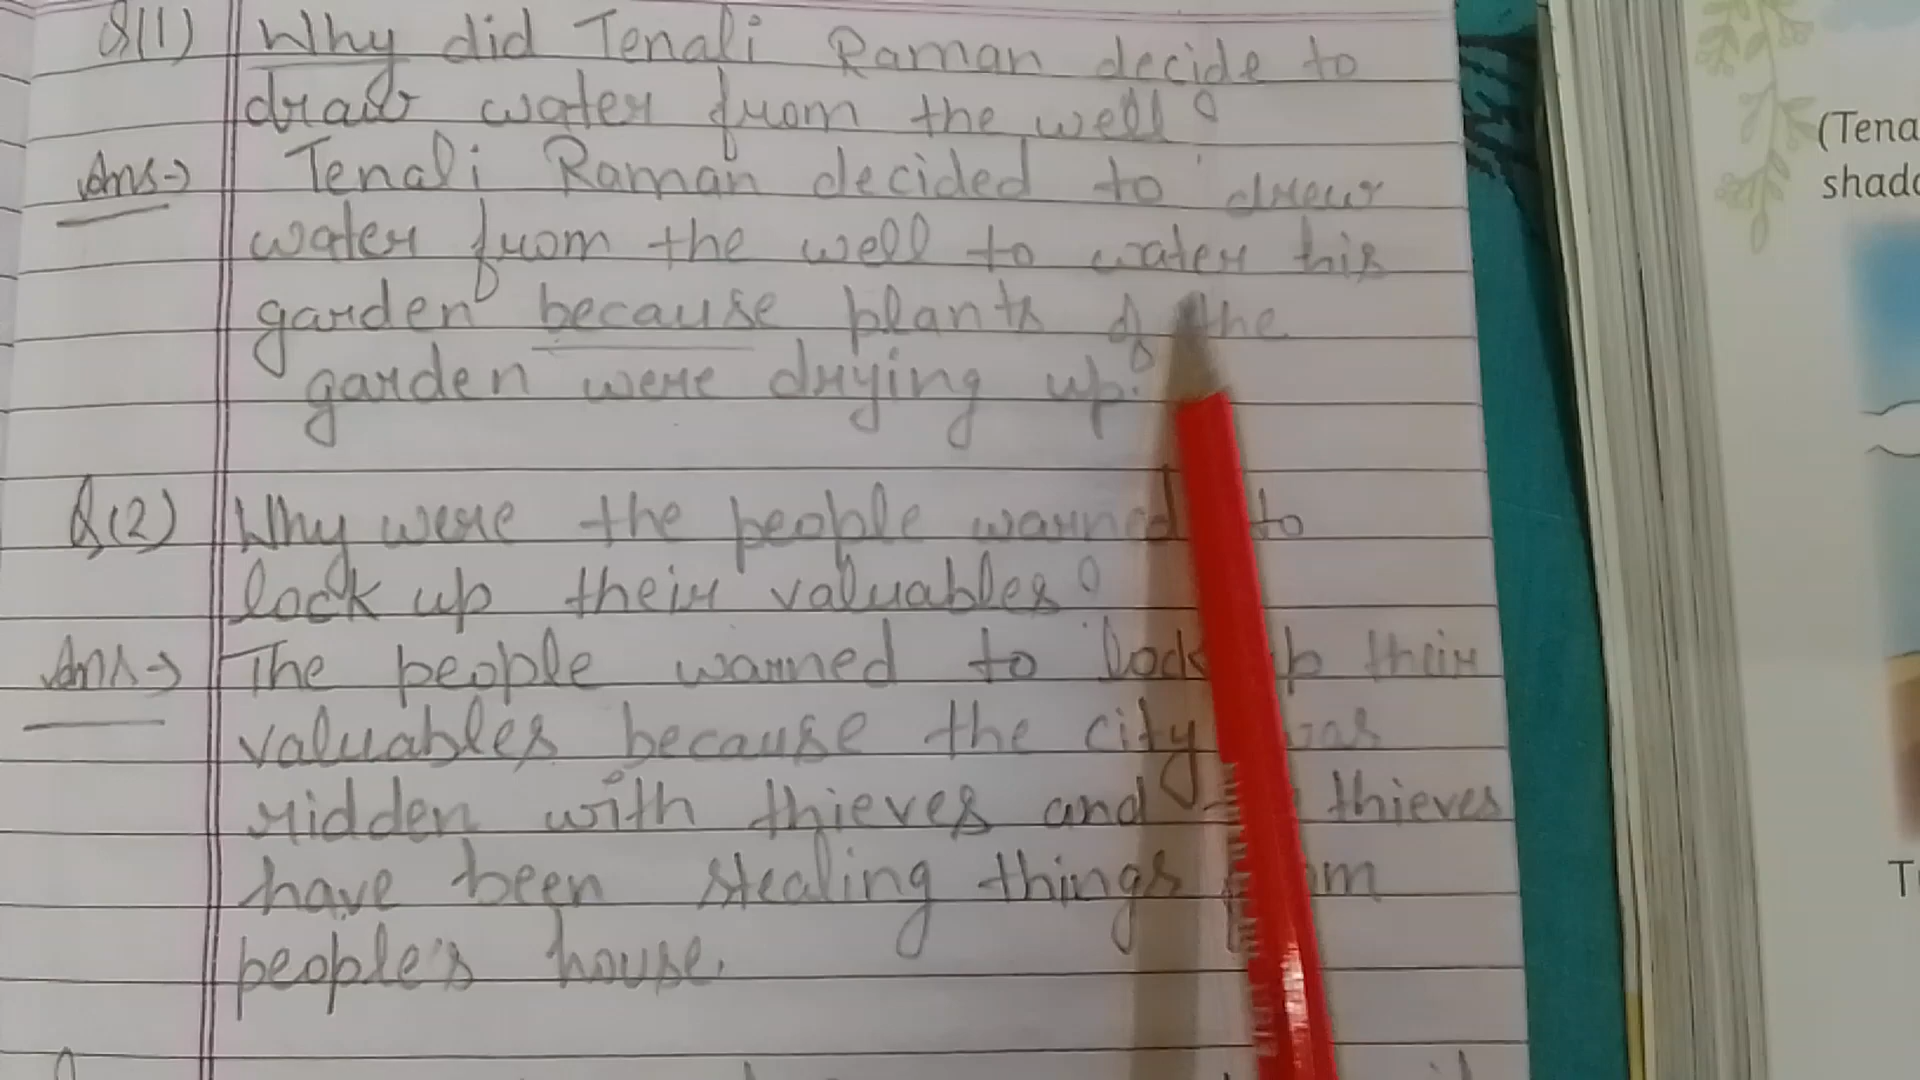 Q(1) Why did Tenali Raman decide to
draw water from the well?
Ans→ Tenali Raman decided to draw
water from the well to water his
garden because plants of the
garden were drying up.
Q(2) Why were the people warned to
lock up their valuables?
Ans→ The people warned to lock up their
valuables because the city was
ridden with thieves and thieves
have been stealing things from
people's house.
(Tena
shado